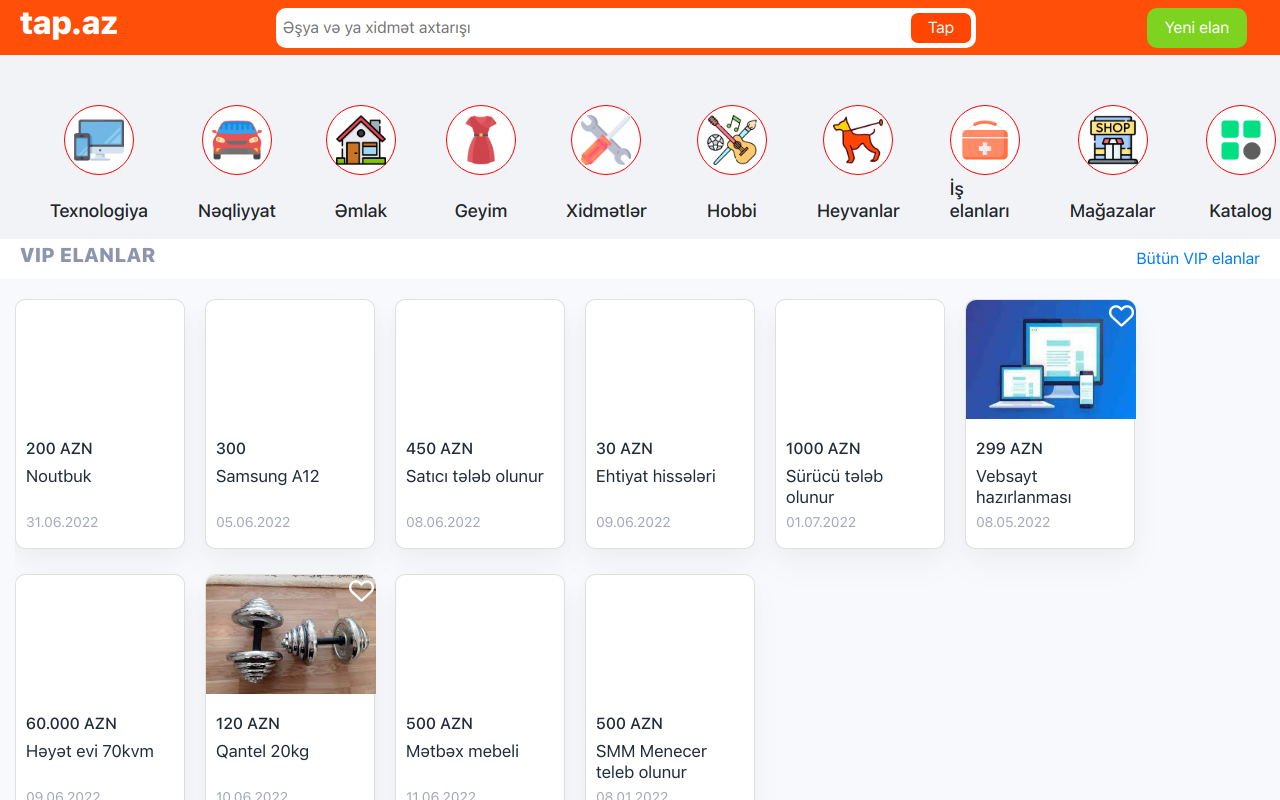 tap.az
Əşya və ya xidmət axtarışı
Tap
Yeni elan
SHOP
Texnologiya
Nəqliyyat
Əmlak
Geyim
Xidmətlər
Hobbi
Heyvanlar
İş
elanları
Mağazalar
Katalog
VIP ELANLAR
Bütün VIP elanlar
200 AZN
Noutbuk
31.06.2022
300
Samsung A12
05.06.2022
450 AZN
Satıcı tələb olunur
08.06.2022
30 AZN
Ehtiyat hissələri
09.06.2022
1000 AZN
Sürücü tələb
olunur
01.07.2022
299 AZN
Vebsayt
hazırlanması
08.05.2022
60.000 AZN
Həyət evi 70kvm
09.06.2022
120 AZN
Qantel 20kg
10.06.2022
500 AZN
Mətbəx mebeli
11.06.2022
500 AZN
SMM Menecer
teleb olunur
08.01.2022